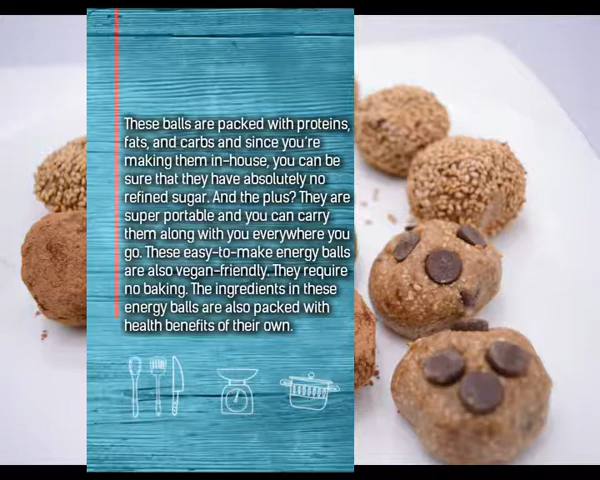 These balls are packed with proteins,
fats, and carbs and since you're
making them in-house, you can be
sure that they have absolutely no
refined sugar. And the plus? They are
super portable and you can carry
them along with you everywhere you
go. These easy-to-make energy balls
are also vegan-friendly. They require
no baking. The ingredients in these
energy balls are also packed with
health benefits of their own.